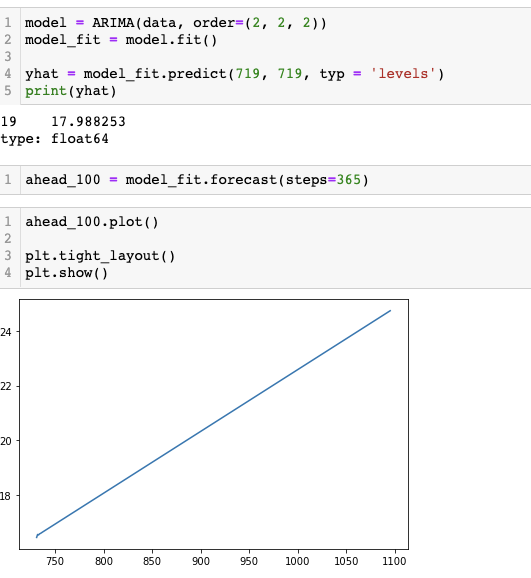 1 model = ARIMA(data, order=(2, 2, 2))
2 model_fit = model.fit()
3
4 yhat = model_fit.predict(719, 719, typ = 'levels')
5 print(yhat)
19 17.988253
type: float64
1 ahead_100 = model_fit.forecast(steps=365)
1 ahead_100.plot()
2
3 plt.tight_layout()
4 plt.show()
24
22
20
18
750 800 850 900 950 1000 1050 1100